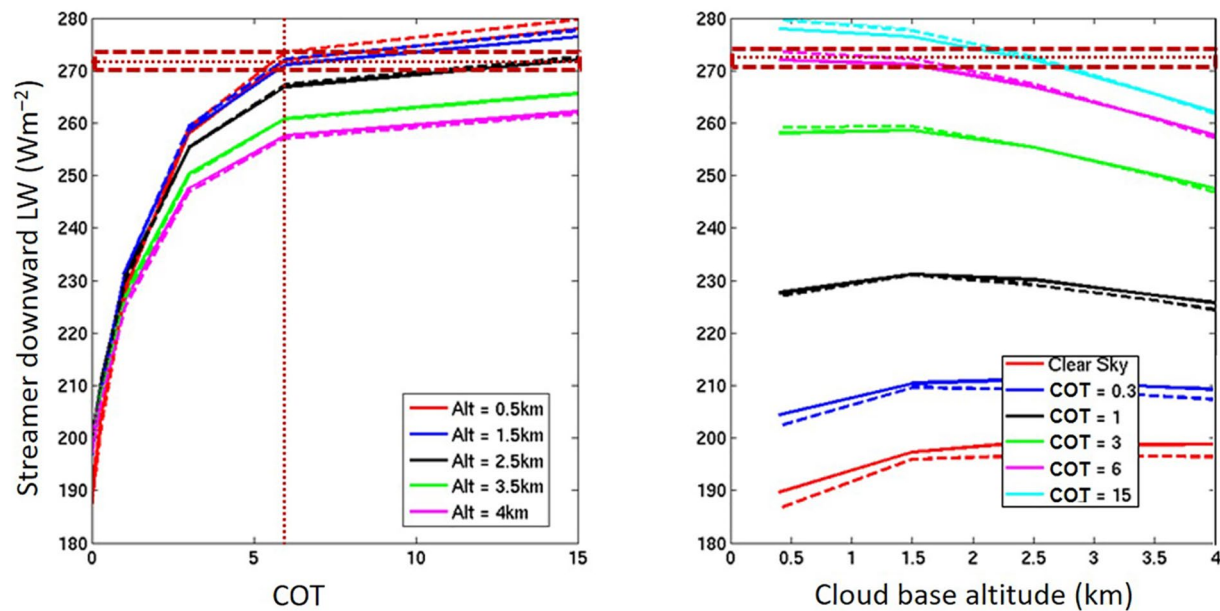 Streamer downward LW (Wm⁻²)
280
270
260
250
240
230
220
210
200
190
180
0
5
10
15
COT
Alt = 0.5km
Alt = 1.5km
Alt = 2.5km
Alt = 3.5km
Alt = 4km
280
270
260
250
240
230
220
210
200
190
180
0
0.5
1
1.5
2
2.5
3
3.5
4
Cloud base altitude (km)
Clear Sky
COT = 0.3
COT = 1
COT = 3
COT = 6
COT = 15